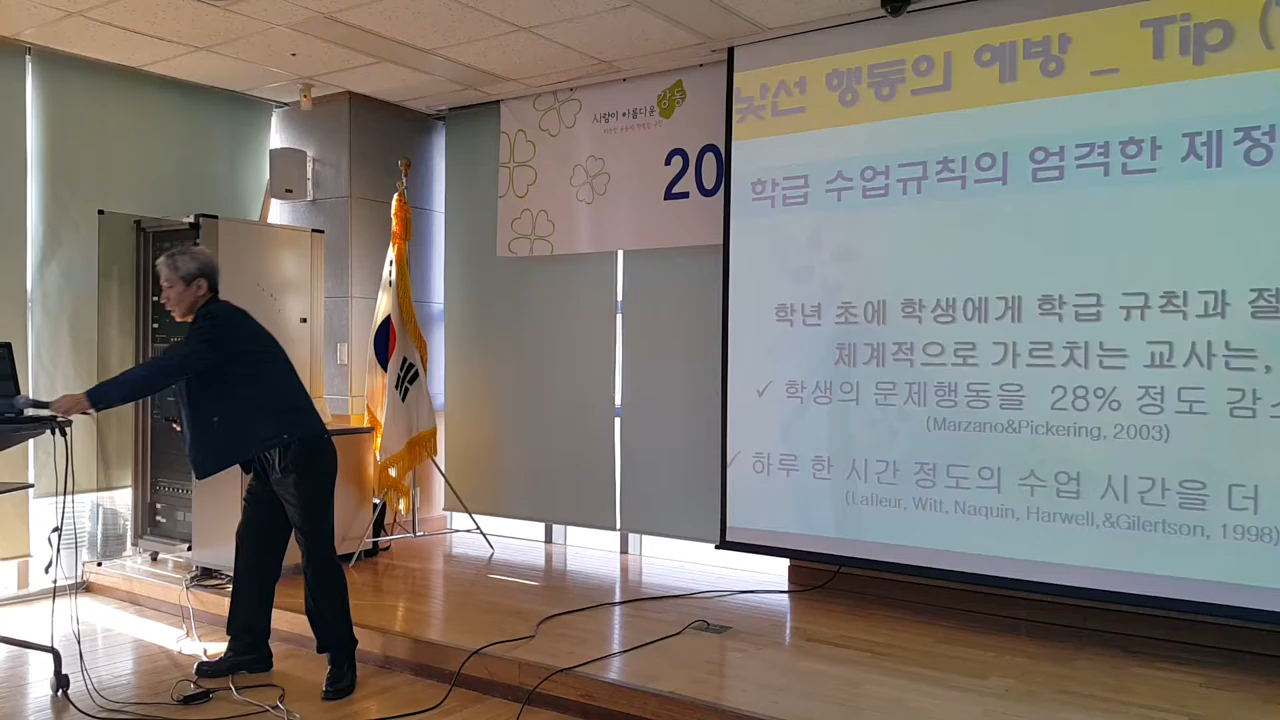 사람이 아름다운 강동
20
낯선 행동의 예방 _ Tip (
학급 수업규칙의 엄격한 제정
학년 초에 학생에게 학급 규칙과 절
체계적으로 가르치는 교사는,
✓ 학생의 문제행동을 28% 정도 감소
(Marzano&Pickering, 2003)
✓ 하루 한 시간 정도의 수업 시간을 더
(Lafleur, Witt, Naquin, Harwell,&Gilertson, 1998)